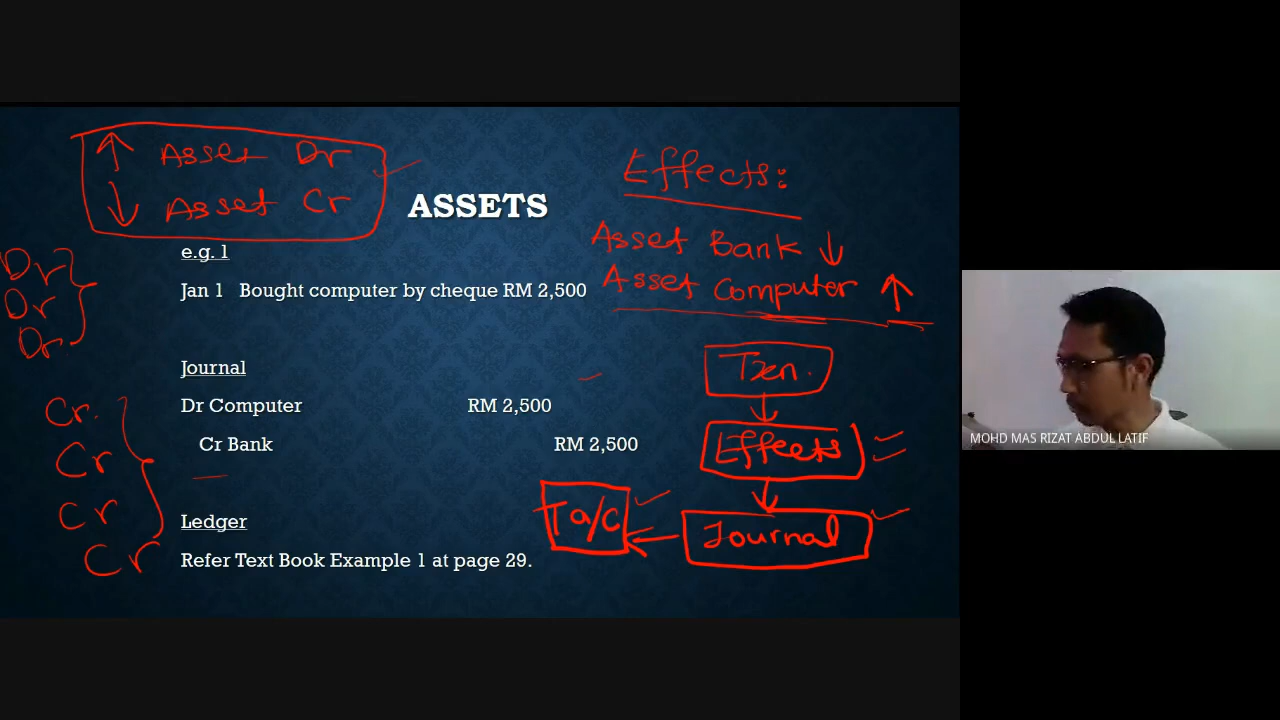 ↑ Asset Dr
↓ Asset Cr
ASSETS
Effects:
Asset Bank ↓
Asset Computer ↑
e.g. 1
Jan 1 Bought computer by cheque RM 2,500
Dr
Dr
Dr
Journal
Dr Computer RM 2,500
Cr Bank RM 2,500
Cr.
Cr
Cr
Cr
Txn.
Effects
Journal
T a/c
Ledger
Refer Text Book Example 1 at page 29.
MOHD MAS RIZAT ABDUL LATIF